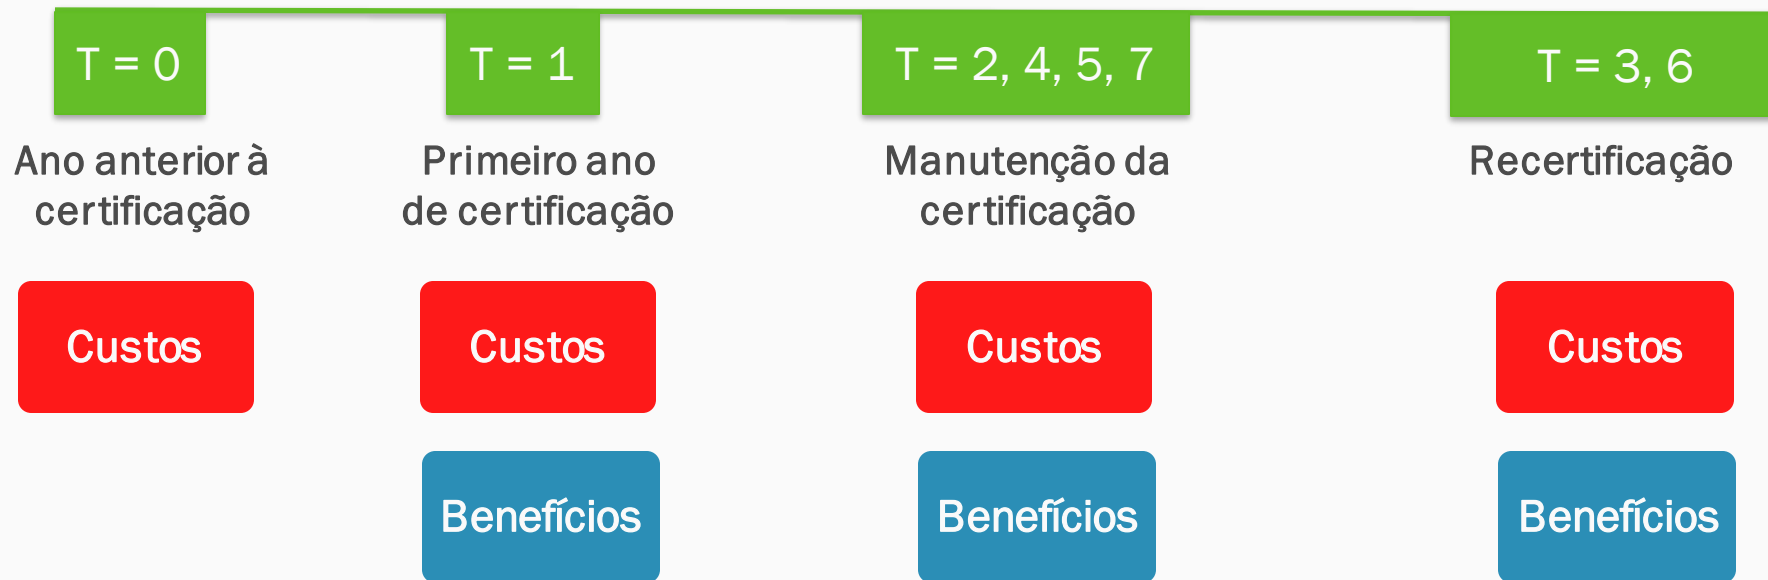 T = 0
T = 1
T = 2, 4, 5, 7
T = 3, 6
Ano anterior à
certificação
Primeiro ano
de certificação
Manutenção da
certificação
Recertificação
Custos
Custos
Custos
Custos
Benefícios
Benefícios
Benefícios